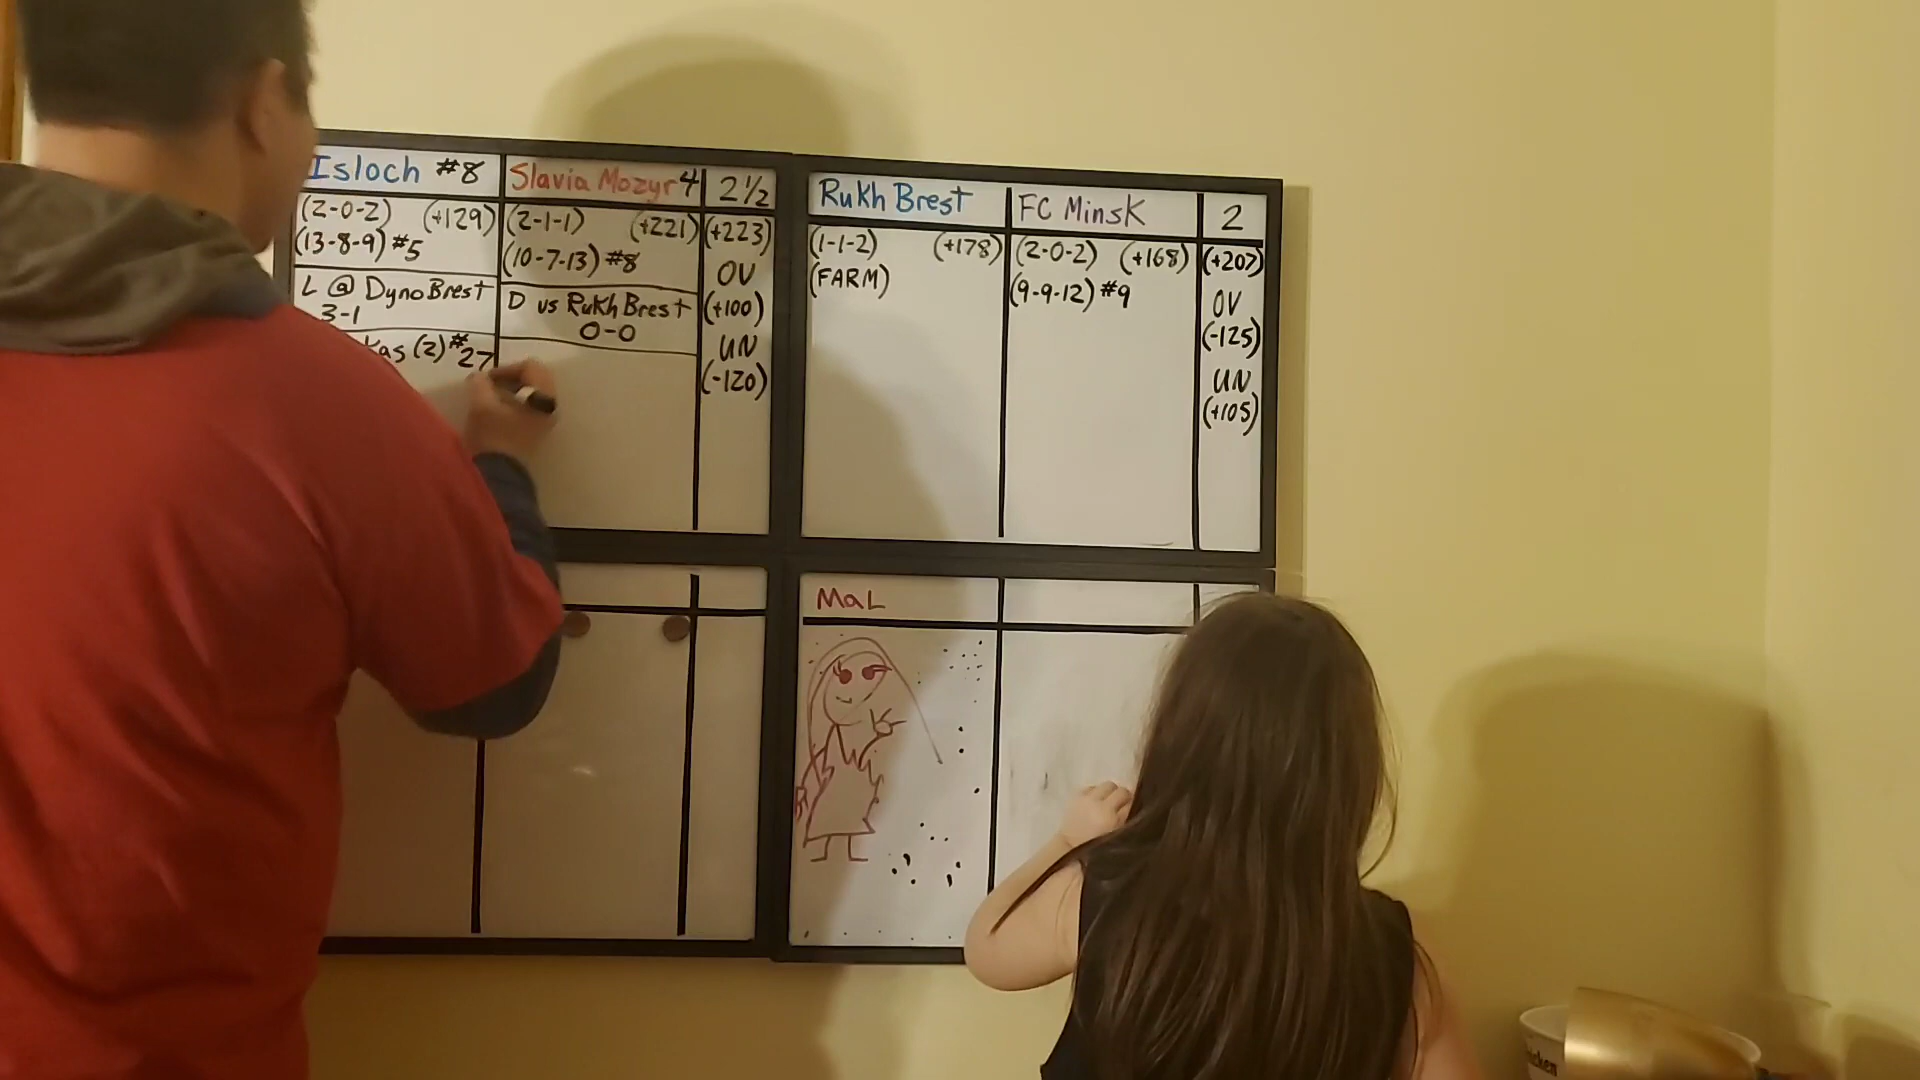 Isloch #8
(2-0-2) (+129)
(13-8-9) #5
L @ Dyno Brest
3-1
kas (2) #27
Slavia Mozyr 4
(2-1-1) (+221)
(10-7-13) #8
D vs Rukh Brest
0-0
2½
(+223)
OV
(+100)
UN
(-120)
Rukh Brest
(1-1-2) (+178)
(FARM)
FC Minsk
(2-0-2) (+168)
(9-9-12) #9
2
(+207)
OV
(-125)
UN
(+105)
MaL